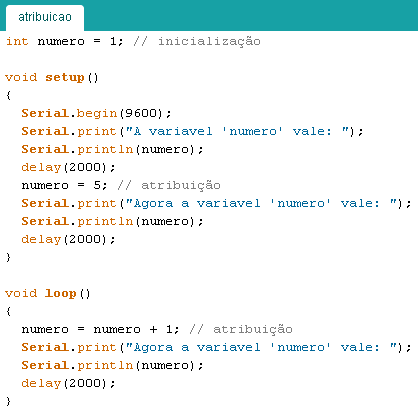 atribuicao
int numero = 1; // inicialização
void setup()
{
Serial.begin(9600);
Serial.print("A variavel 'numero' vale: ");
Serial.println(numero);
delay(2000);
numero = 5; // atribuição
Serial.print("Agora a variavel 'numero' vale: ");
Serial.println(numero);
delay(2000);
}
void loop()
{
numero = numero + 1; // atribuição
Serial.print("Agora a variavel 'numero' vale: ");
Serial.println(numero);
delay(2000);
}